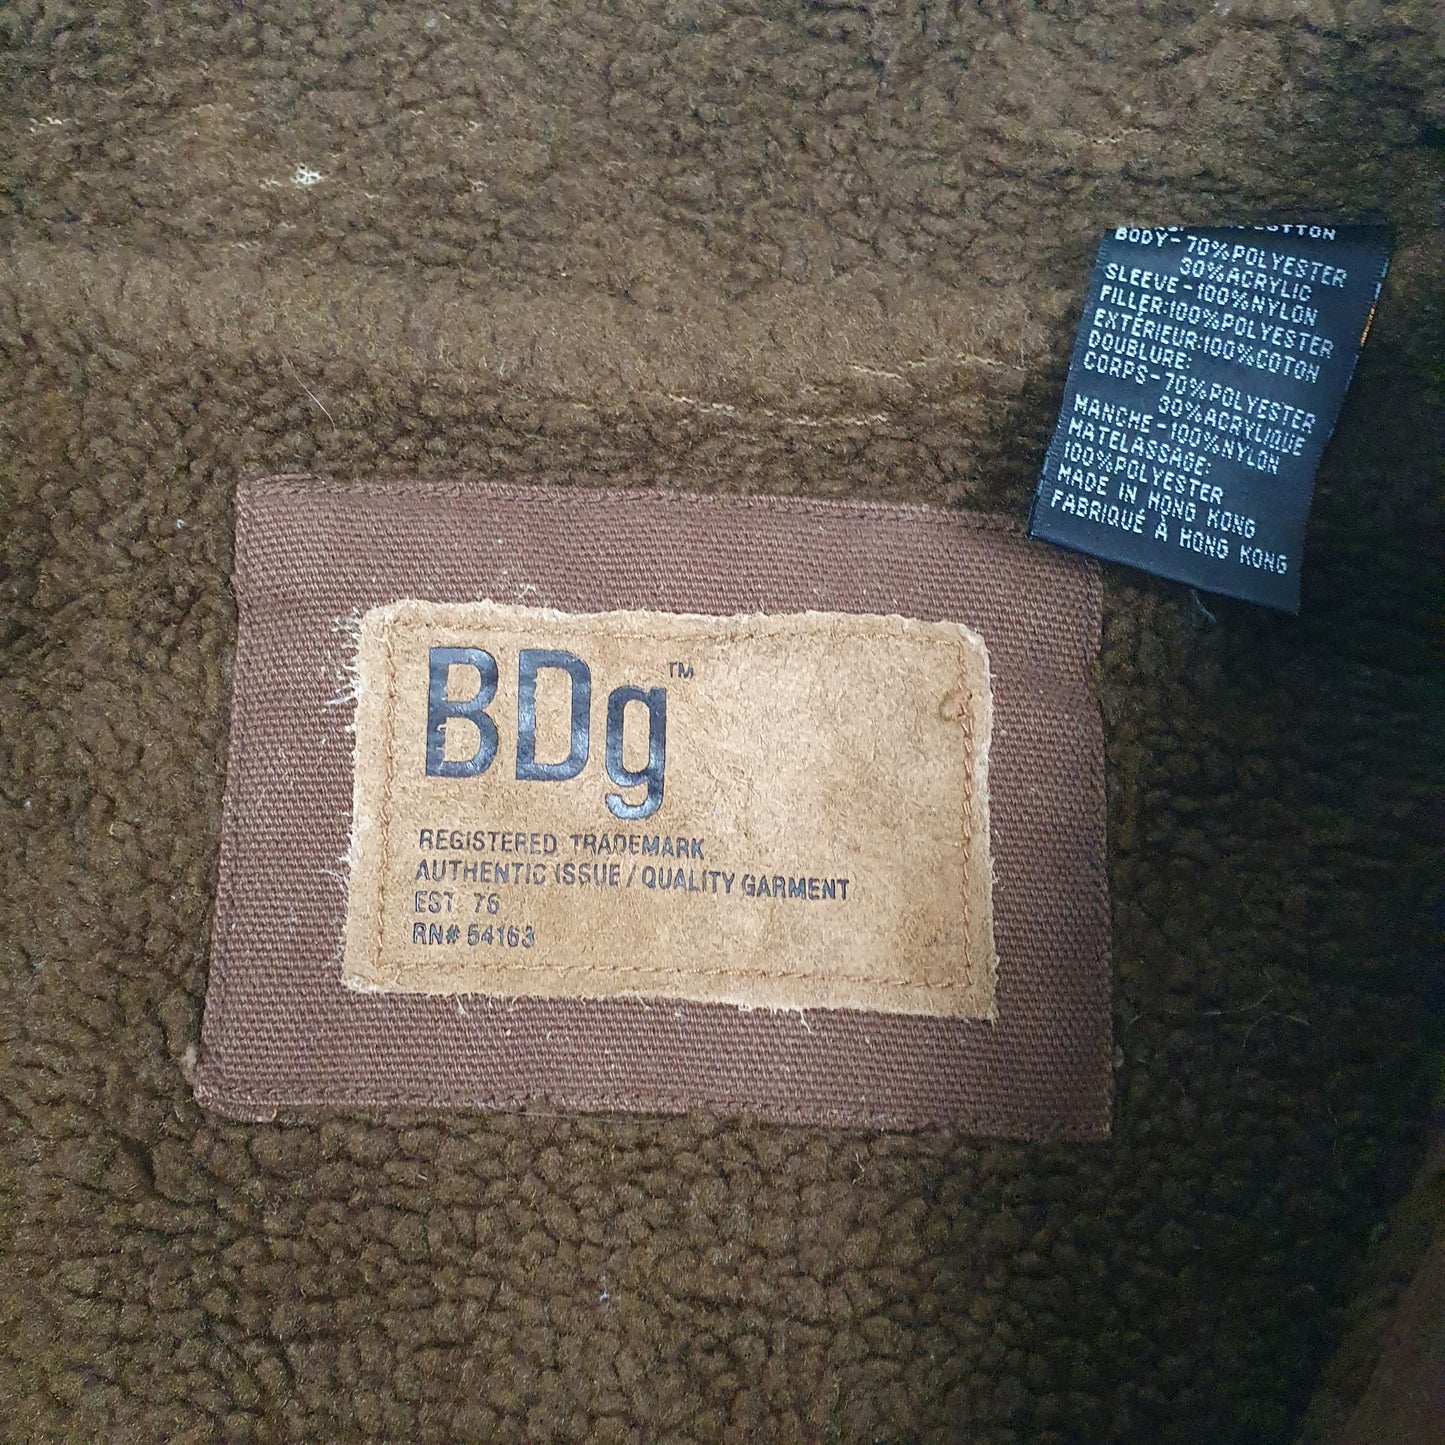 BDg™
REGISTERED TRADEMARK
AUTHENTIC ISSUE / QUALITY GARMENT
EST. 76
RN# 54163
COTTON
BODY-70%POLYESTER
30%ACRYLIC
SLEEVE-100%NYLON
FILLER:100%POLYESTER
EXTÉRIEUR:100%COTON
DOUBLURE:
CORPS-70%POLYESTER
30%ACRYLIQUE
MANCHE-100%NYLON
MATELASSAGE:
100%POLYESTER
MADE IN HONG KONG
FABRIQUÉ À HONG KONG